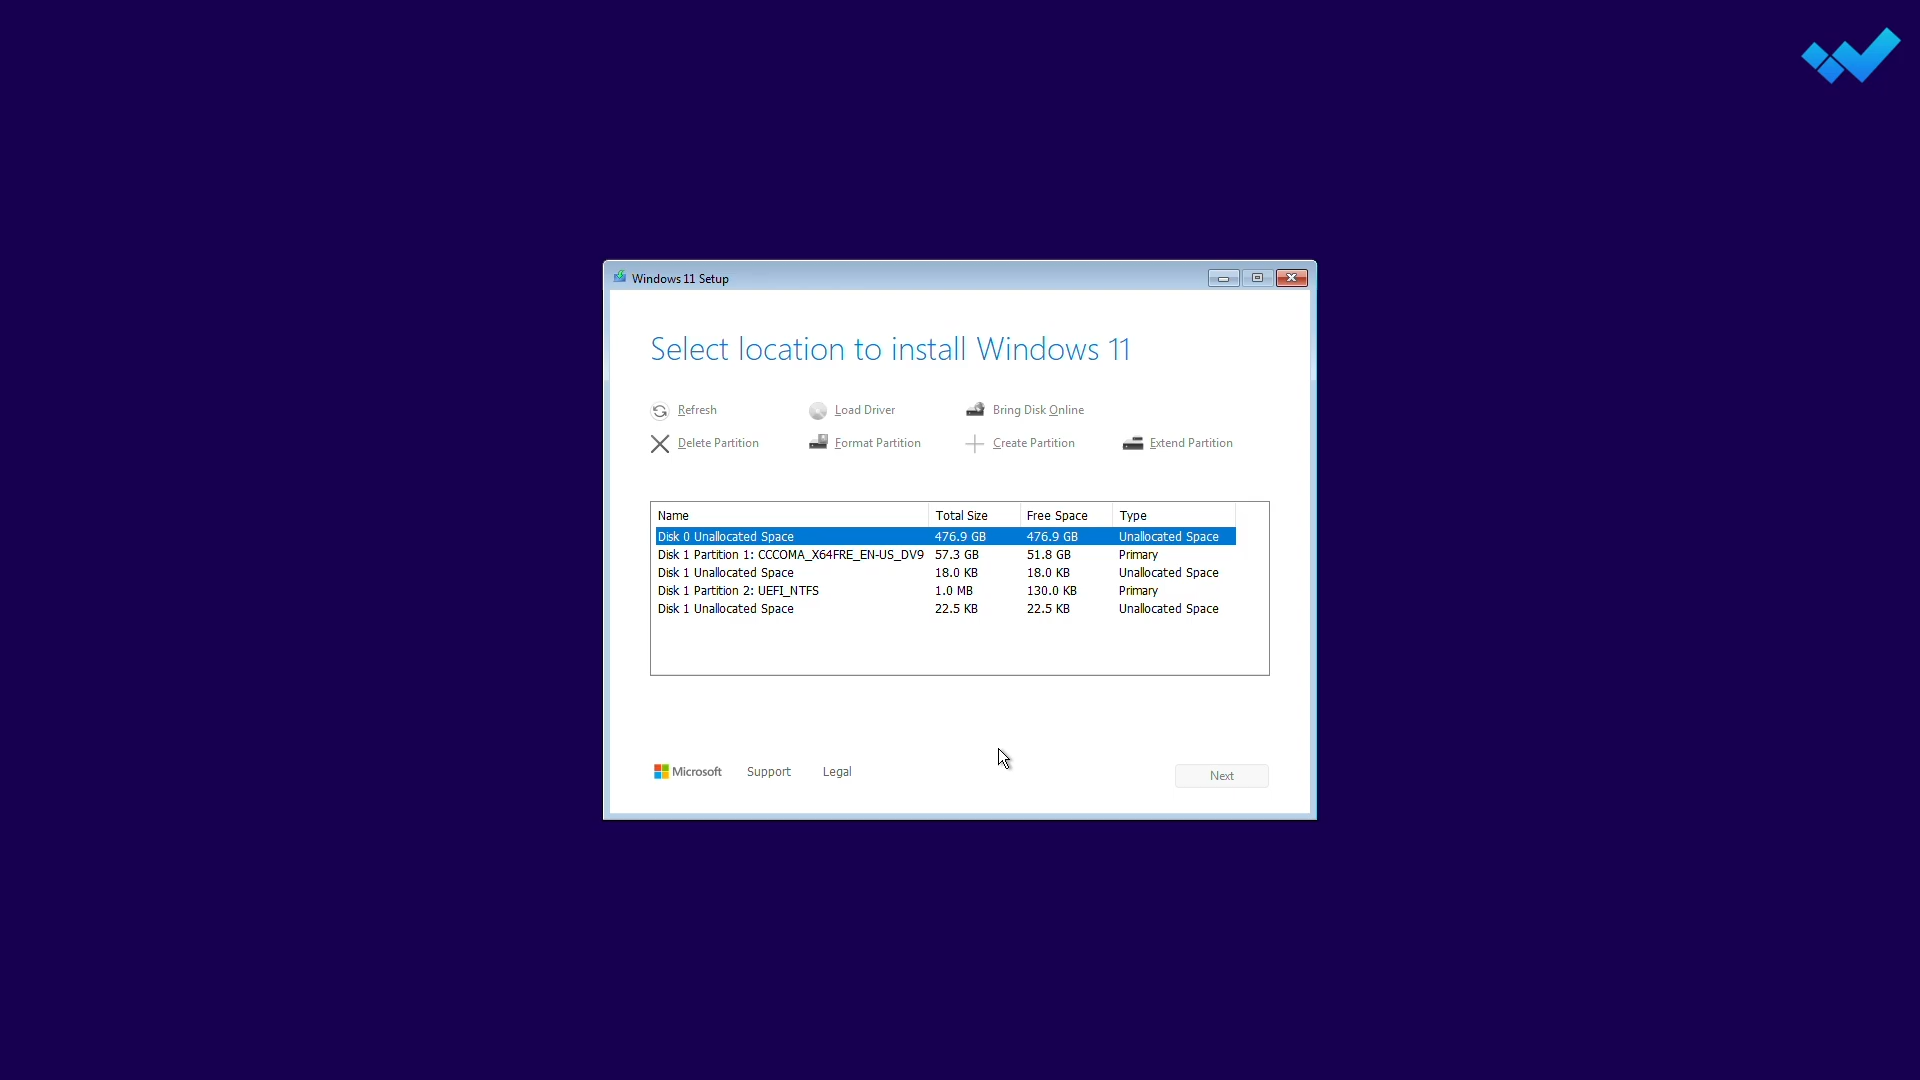 Windows 11 Setup
Select location to install Windows 11
Refresh Load Driver Bring Disk Online
Delete Partition Format Partition Create Partition Extend Partition
Name Total Size Free Space Type
Disk 0 Unallocated Space 476.9 GB 476.9 GB Unallocated Space
Disk 1 Partition 1: CCCOMA_X64FRE_EN-US_DV9 57.3 GB 51.8 GB Primary
Disk 1 Unallocated Space 18.0 KB 18.0 KB Unallocated Space
Disk 1 Partition 2: UEFI_NTFS 1.0 MB 130.0 KB Primary
Disk 1 Unallocated Space 22.5 KB 22.5 KB Unallocated Space
Microsoft Support Legal Next